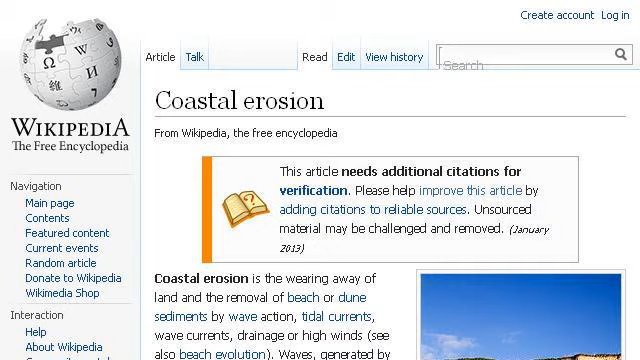 Create account Log in
Article Talk Read Edit View history Search
Coastal erosion
WIKIPEDIA
The Free Encyclopedia
From Wikipedia, the free encyclopedia
This article needs additional citations for
verification. Please help improve this article by
adding citations to reliable sources. Unsourced
material may be challenged and removed. (January
2013)
Navigation
Main page
Contents
Featured content
Current events
Random article
Donate to Wikipedia
Wikimedia Shop
Interaction
Help
About Wikipedia
Coastal erosion is the wearing away of
land and the removal of beach or dune
sediments by wave action, tidal currents,
wave currents, drainage or high winds (see
also beach evolution). Waves, generated by